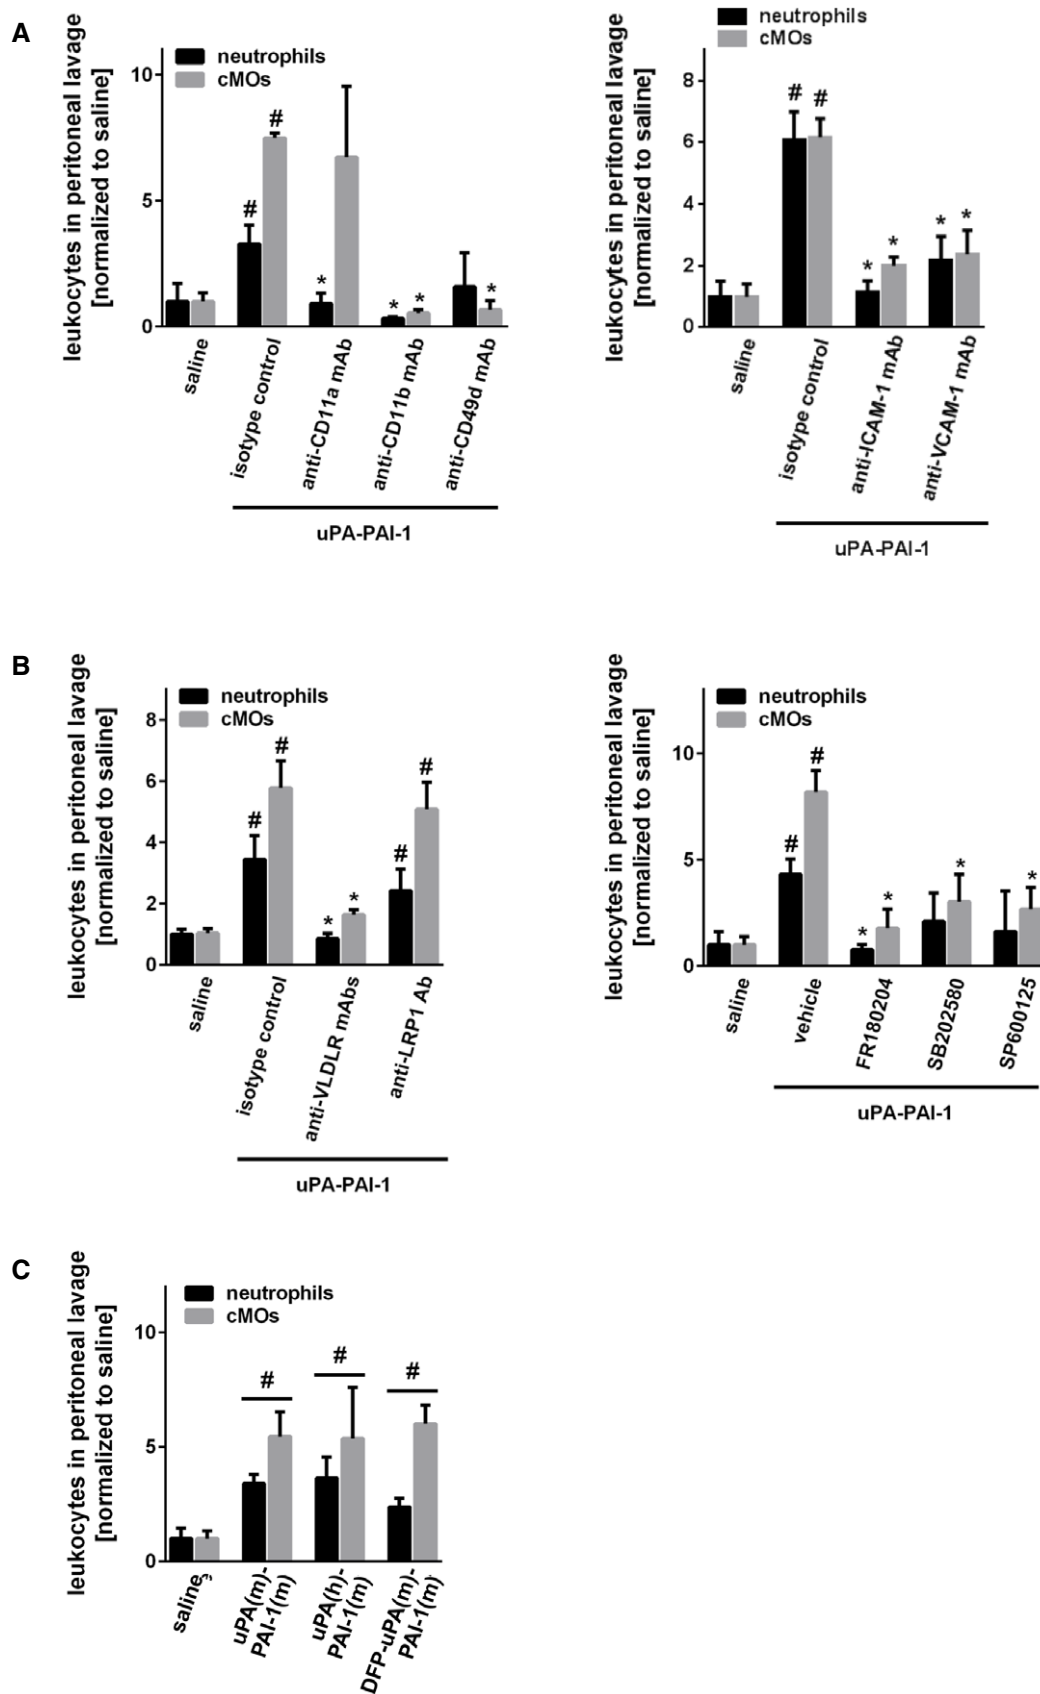 A
leukocytes in peritoneal lavage
[normalized to saline]
neutrophils
cMOs
10
5
0
#
#
*
*
*
*
saline
isotype control
anti-CD11a mAb
anti-CD11b mAb
anti-CD49d mAb
uPA-PAI-1
leukocytes in peritoneal lavage
[normalized to saline]
neutrophils
cMOs
8
6
4
2
0
# #
*
*
*
*
saline
isotype control
anti-ICAM-1 mAb
anti-VCAM-1 mAb
uPA-PAI-1
B
leukocytes in peritoneal lavage
[normalized to saline]
neutrophils
cMOs
8
6
4
2
0
#
#
*
*
#
#
saline
isotype control
anti-VLDLR mAbs
anti-LRP1 Ab
uPA-PAI-1
leukocytes in peritoneal lavage
[normalized to saline]
neutrophils
cMOs
10
5
0
#
#
*
*
*
*
saline
vehicle
FR180204
SB202580
SP600125
uPA-PAI-1
C
leukocytes in peritoneal lavage
[normalized to saline]
neutrophils
cMOs
10
5
0
#
#
#
saline
uPA(m)-
PAI-1(m)
uPA(h)-
PAI-1(m)
DFP-uPA(m)-
PAI-1(m)